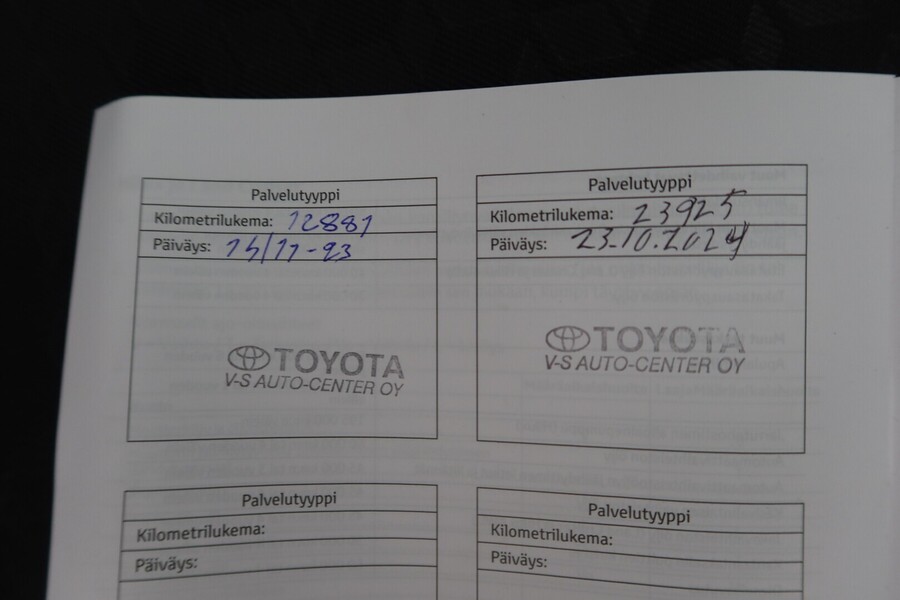 Palvelutyyppi
Kilometrilukema: 12881
Päiväys: 15/11-23
TOYOTA
V-S AUTO-CENTER OY
Palvelutyyppi
Kilometrilukema: 23925
Päiväys: 23.10.2024
TOYOTA
V-S AUTO-CENTER OY
Palvelutyyppi
Kilometrilukema:
Päiväys:
Palvelutyyppi
Kilometrilukema:
Päiväys: